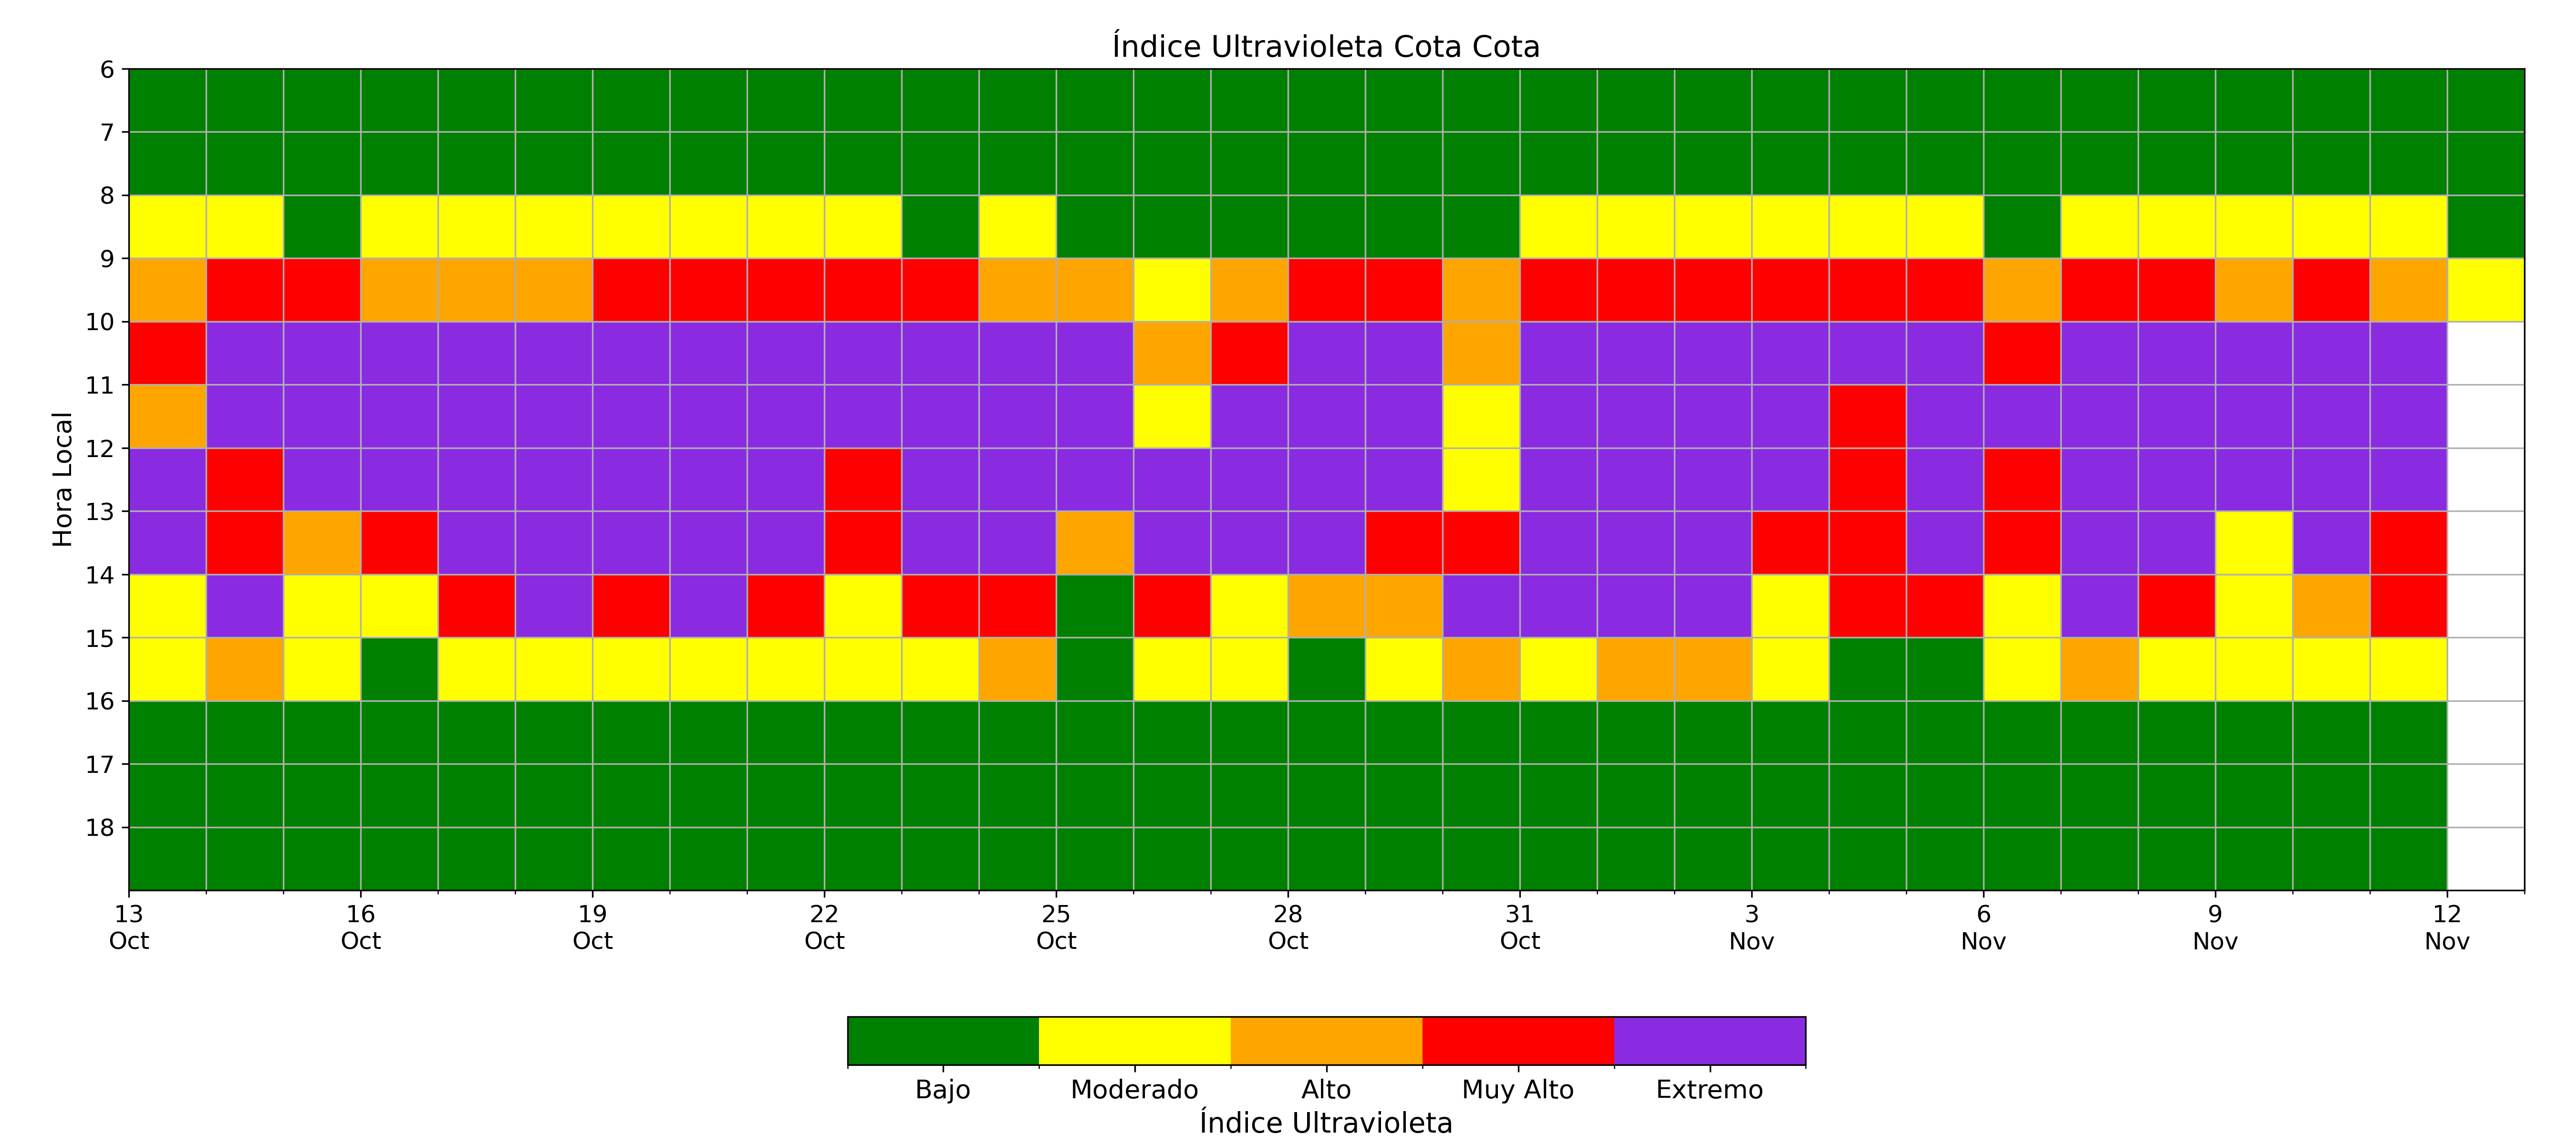 Índice Ultravioleta Cota Cota
6
7
8
9
10
11
12
13
14
15
16
17
18
Hora Local
13 16 19 22 25 28 31 3 6 9 12
Oct Oct Oct Oct Oct Oct Oct Nov Nov Nov Nov
Bajo Moderado Alto Muy Alto Extremo
Índice Ultravioleta